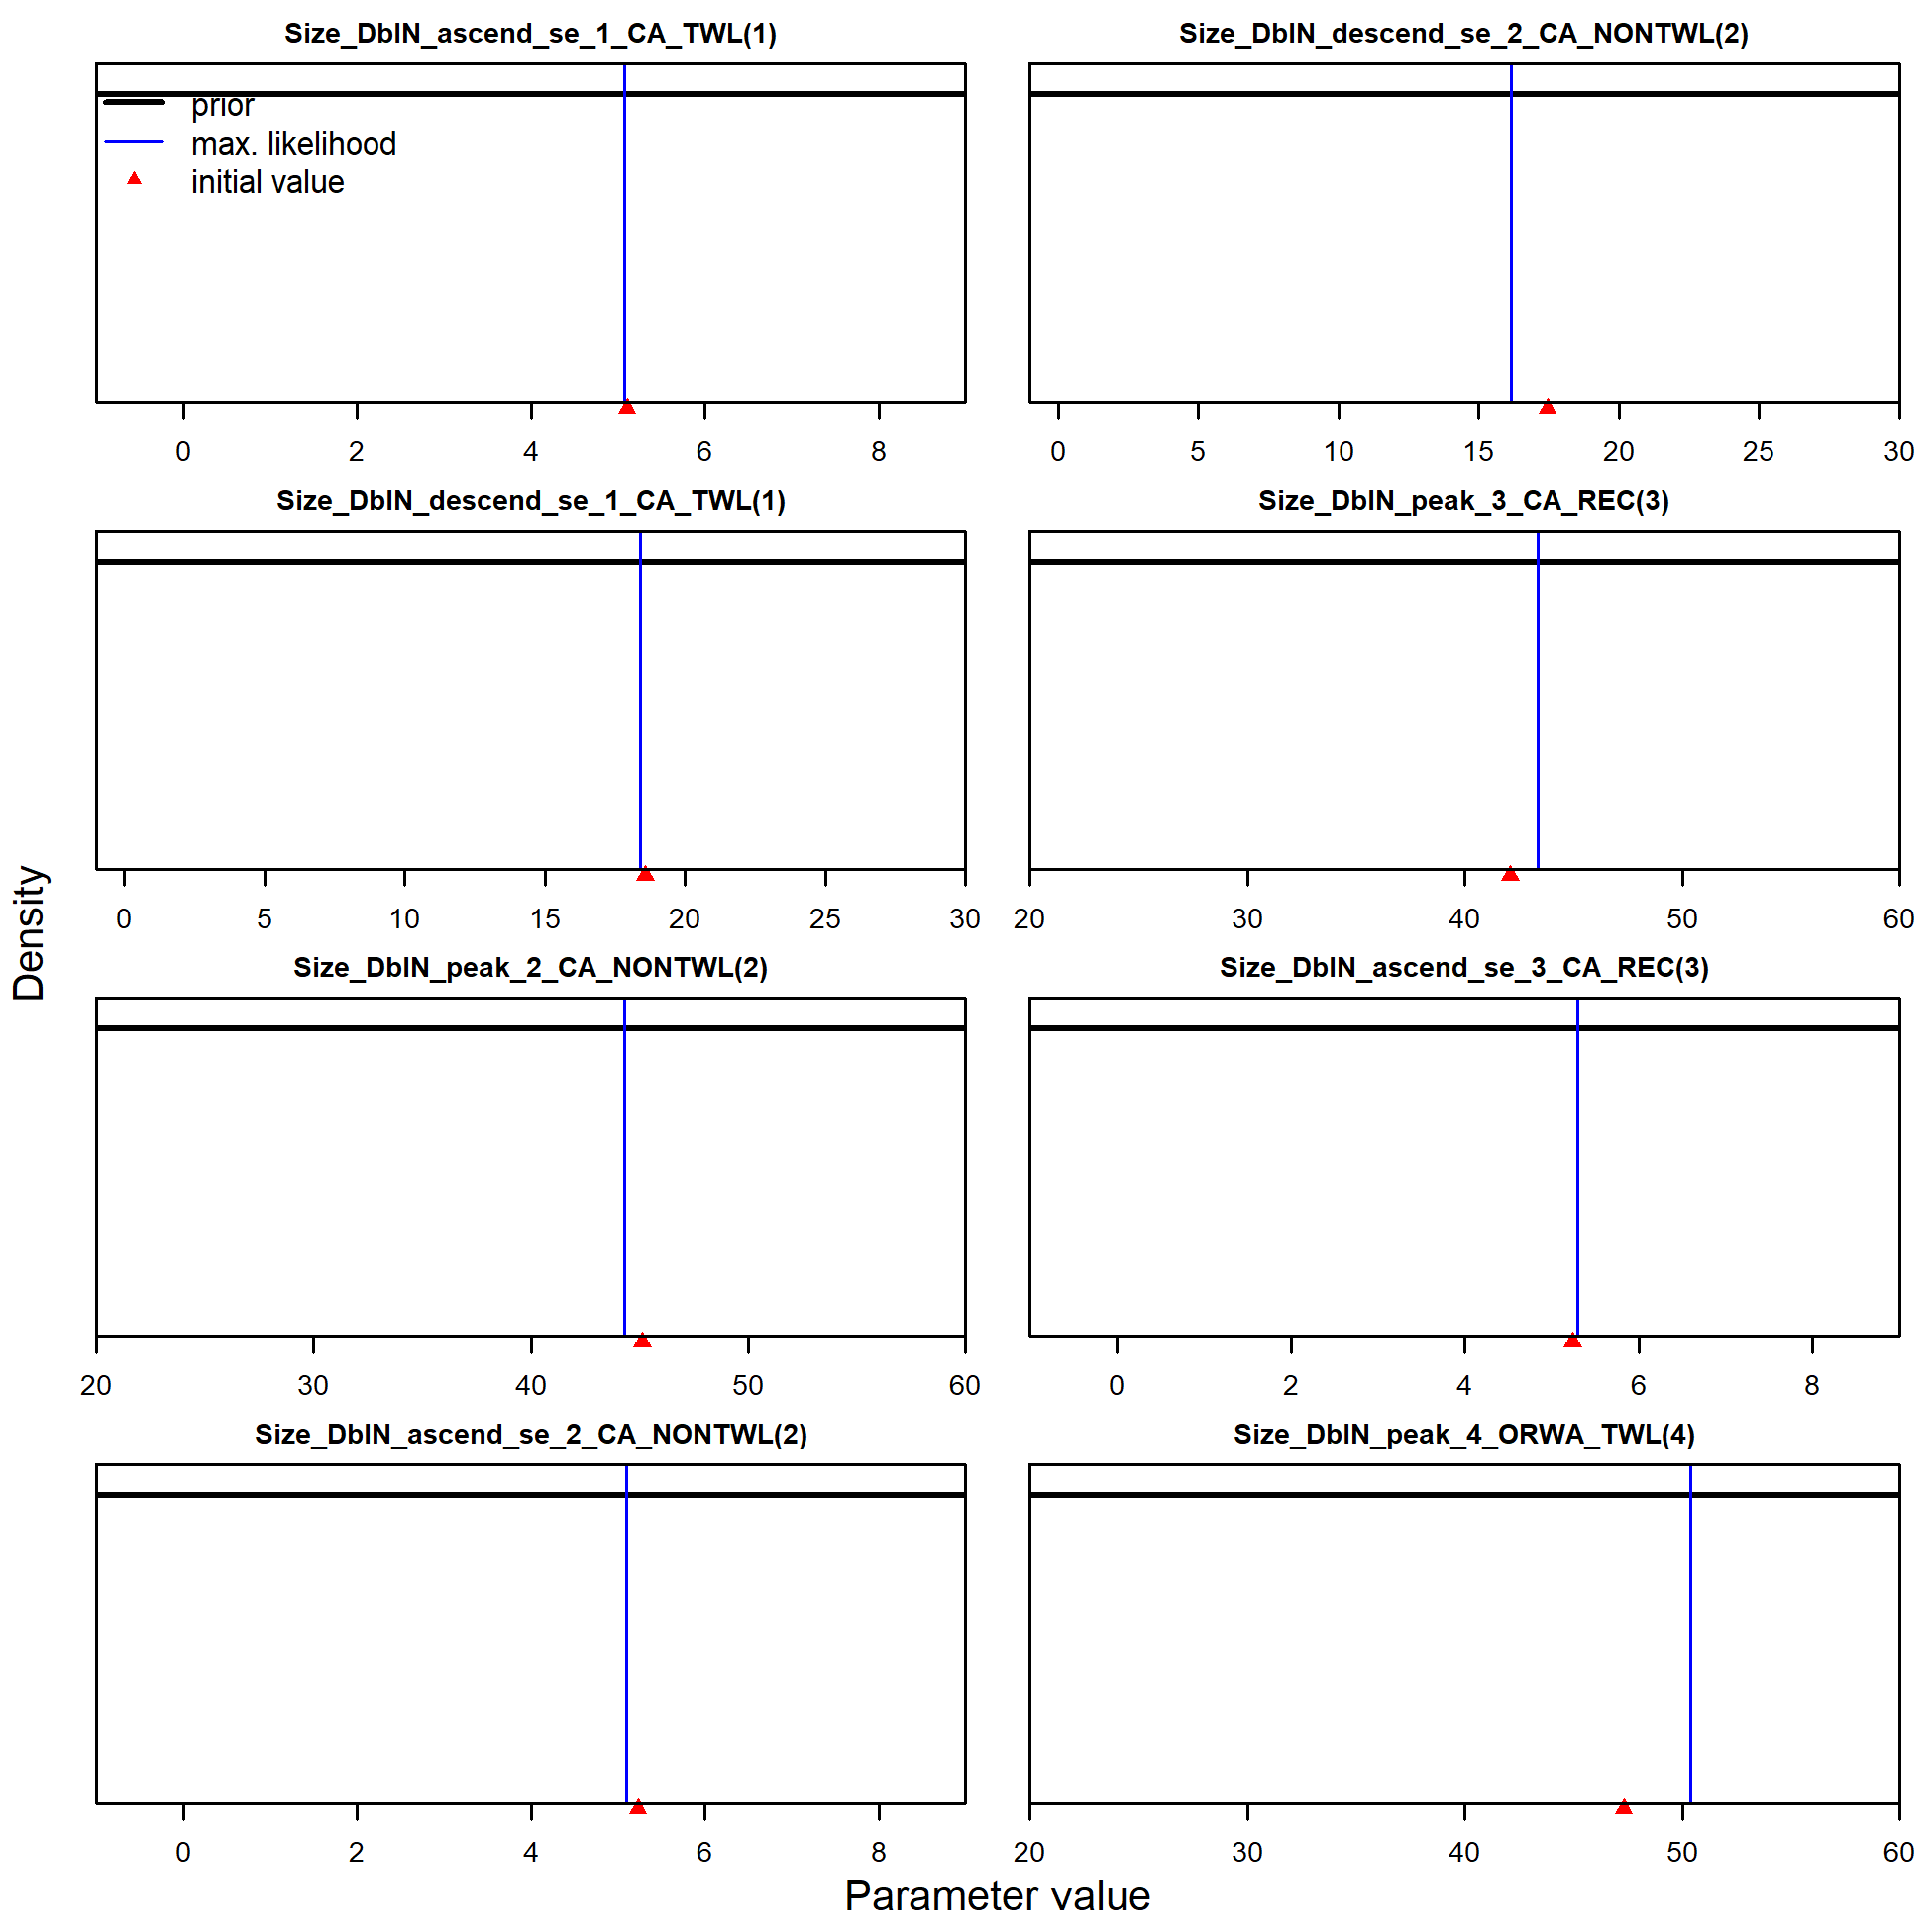 Size_DblN_ascend_se_1_CA_TWL(1)
prior
max. likelihood
initial value
0 2 4 6 8
Size_DblN_descend_se_2_CA_NONTWL(2)
0 5 10 15 20 25 30
Size_DblN_descend_se_1_CA_TWL(1)
0 5 10 15 20 25 30
Size_DblN_peak_3_CA_REC(3)
20 30 40 50 60
Size_DblN_peak_2_CA_NONTWL(2)
20 30 40 50 60
Size_DblN_ascend_se_3_CA_REC(3)
0 2 4 6 8
Size_DblN_ascend_se_2_CA_NONTWL(2)
0 2 4 6 8
Size_DblN_peak_4_ORWA_TWL(4)
20 30 40 50 60
Density
Parameter value